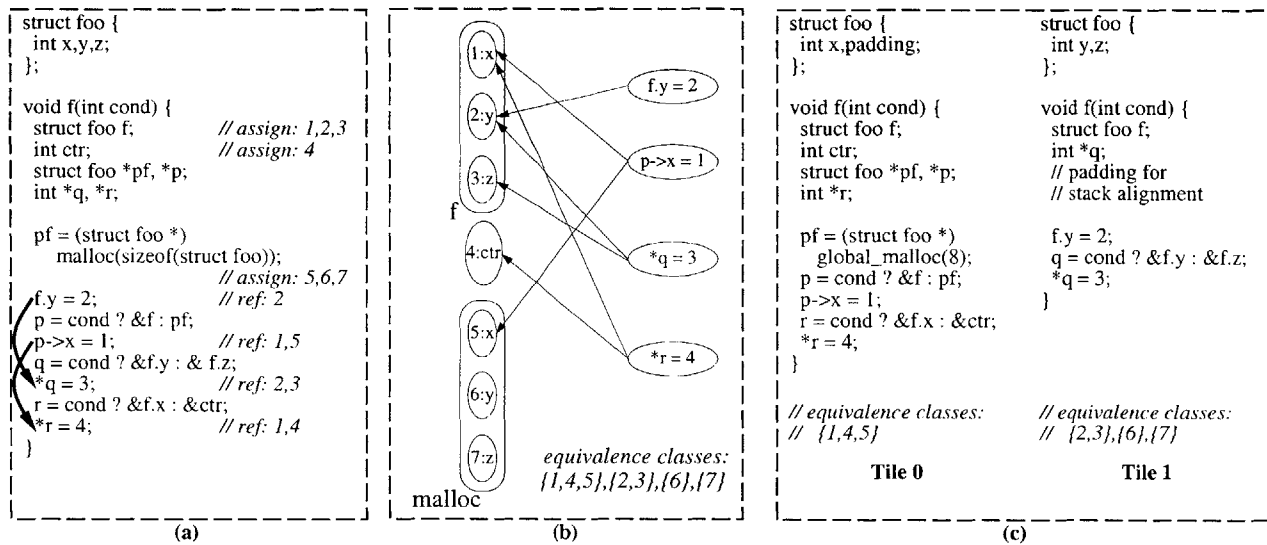 struct foo {
int x,y,z;
};
void f(int cond) {
struct foo f; // assign: 1,2,3
int ctr; // assign: 4
struct foo *pf, *p;
int *q, *r;
pf = (struct foo *)
malloc(sizeof(struct foo));
// assign: 5,6,7
f.y = 2; // ref: 2
p = cond ? &f : pf;
p->x = 1; // ref: 1,5
q = cond ? &f.y : & f.z;
*q = 3; // ref: 2,3
r = cond ? &f.x : &ctr;
*r = 4; // ref: 1,4
}
(a)
1:x
2:y
3:z
f
4:ctr
5:x
6:y
7:z
malloc
f.y = 2
p->x = 1
*q = 3
*r = 4
equivalence classes:
{1,4,5},{2,3},{6},{7}
(b)
struct foo {
int x,padding;
};
void f(int cond) {
struct foo f;
int ctr;
struct foo *pf, *p;
int *r;
pf = (struct foo *)
global_malloc(8);
p = cond ? &f : pf;
p->x = 1;
r = cond ? &f.x : &ctr;
*r = 4;
}
// equivalence classes:
// {1,4,5}
Tile 0
struct foo {
int y,z;
};
void f(int cond) {
struct foo f;
int *q;
// padding for
// stack alignment
f.y = 2;
q = cond ? &f.y : &f.z;
*q = 3;
}
// equivalence classes:
// {2,3},{6},{7}
Tile 1
(c)